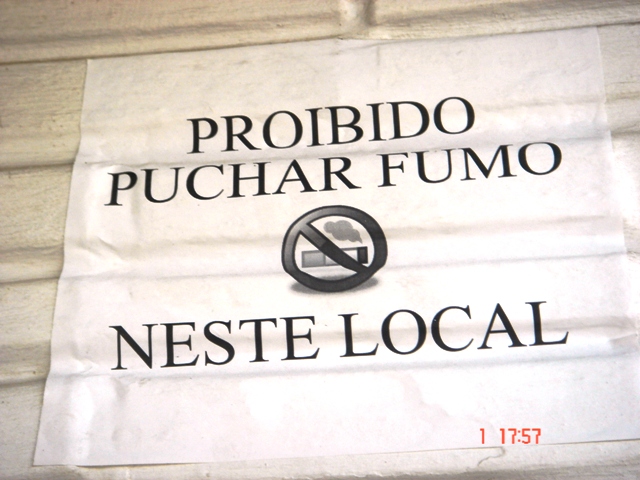 PROIBIDO
PUCHAR FUMO
NESTE LOCAL
1 17:57